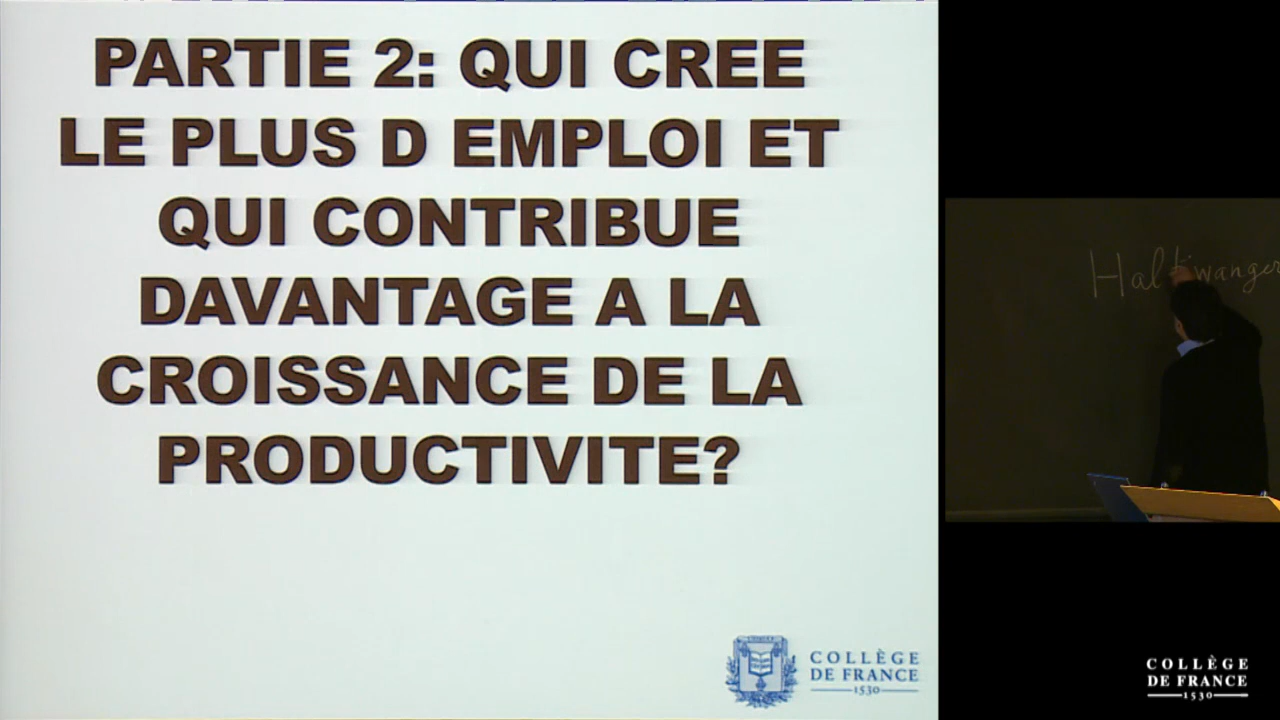 PARTIE 2: QUI CREE
LE PLUS D EMPLOI ET
QUI CONTRIBUE
DAVANTAGE A LA
CROISSANCE DE LA
PRODUCTIVITE?
COLLÈGE
DE FRANCE
1530
Haltiwanger
COLLÈGE
DE FRANCE
1530